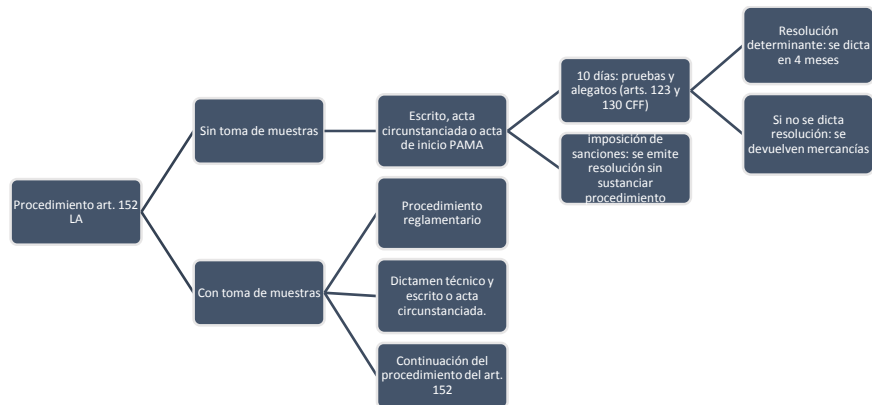 Procedimiento art. 152
LA
Sin toma de muestras
Escrito, acta
circunstanciada o acta
de inicio PAMA
10 días: pruebas y
alegatos (arts. 123 y
130 CFF)
Resolución
determinante: se dicta
en 4 meses
Si no se dicta
resolución: se
devuelven mercancías
imposición de
sanciones: se emite
resolución sin
sustanciar
procedimiento
Con toma de muestras
Procedimiento
reglamentario
Dictamen técnico y
escrito o acta
circunstanciada.
Continuación del
procedimiento del art.
152